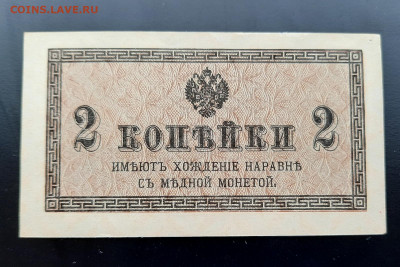 COINS.LAVE.RU
2 КОПѢЙКИ 2
ИМѢЮТЪ ХОЖДЕНІЕ НАРАВНѢ
СЪ МѢДНОЙ МОНЕТОЙ.